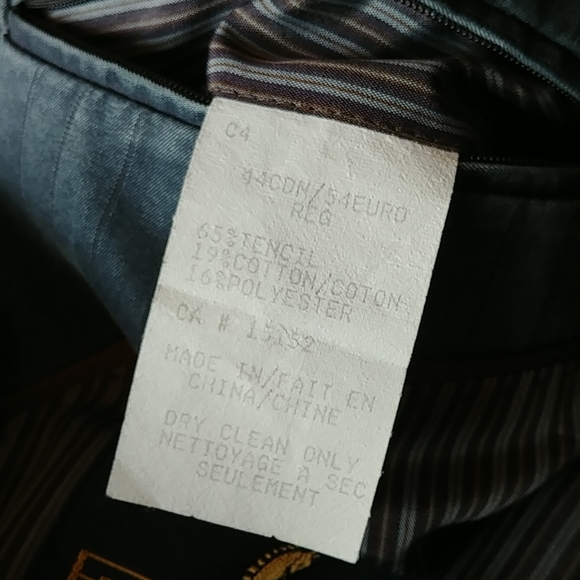 C4
44CDN/54EURO
REG
65%TENCIL
19%COTTON/COTON
16%POLYESTER
CA # 15152
MADE IN/FAIT EN
CHINA/CHINE
DRY CLEAN ONLY
NETTOYAGE A SEC
SEULEMENT